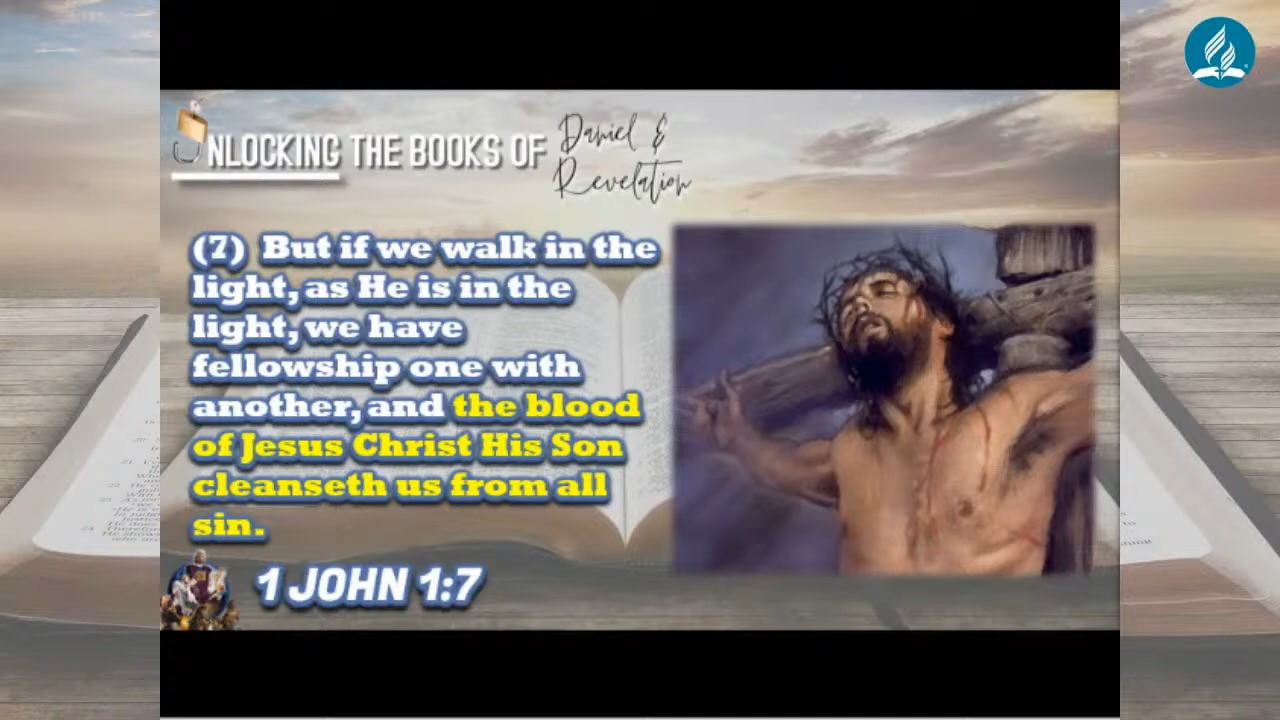 NLOCKING THE BOOKS OF Daniel &
Revelation
(7) But if we walk in the
light, as He is in the
light, we have
fellowship one with
another, and the blood
of Jesus Christ His Son
cleanseth us from all
sin.
1 JOHN 1:7